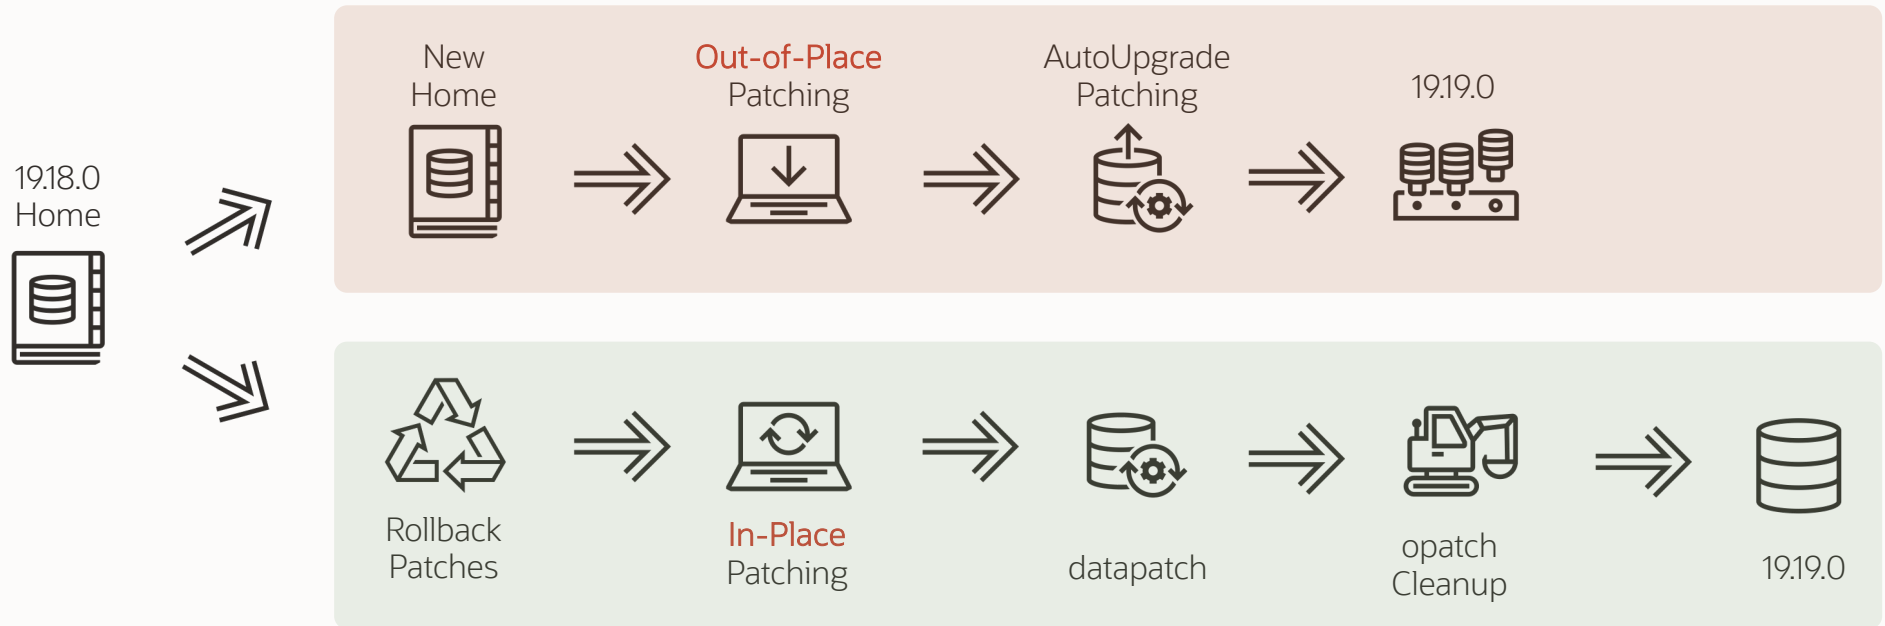 19.18.0
Home
New
Home
Out-of-Place
Patching
AutoUpgrade
Patching
19.19.0
Rollback
Patches
In-Place
Patching
datapatch
opatch
Cleanup
19.19.0